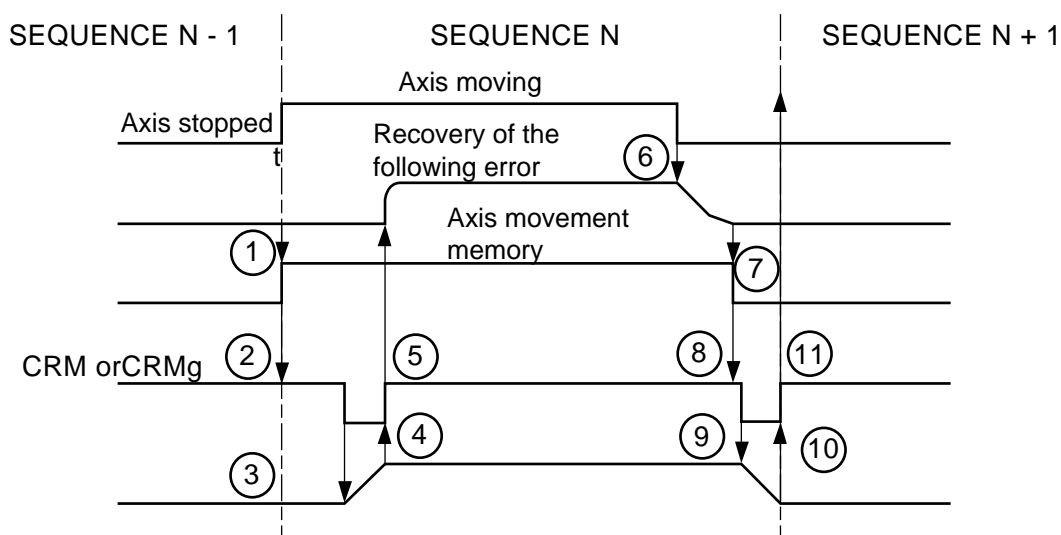 SEQUENCE N - 1
SEQUENCE N
SEQUENCE N + 1
Axis moving
Axis stopped
t
Recovery of the
following error
6
Axis movement
memory
1
7
2
5
8
11
CRM orCRMg
4
9
10
3